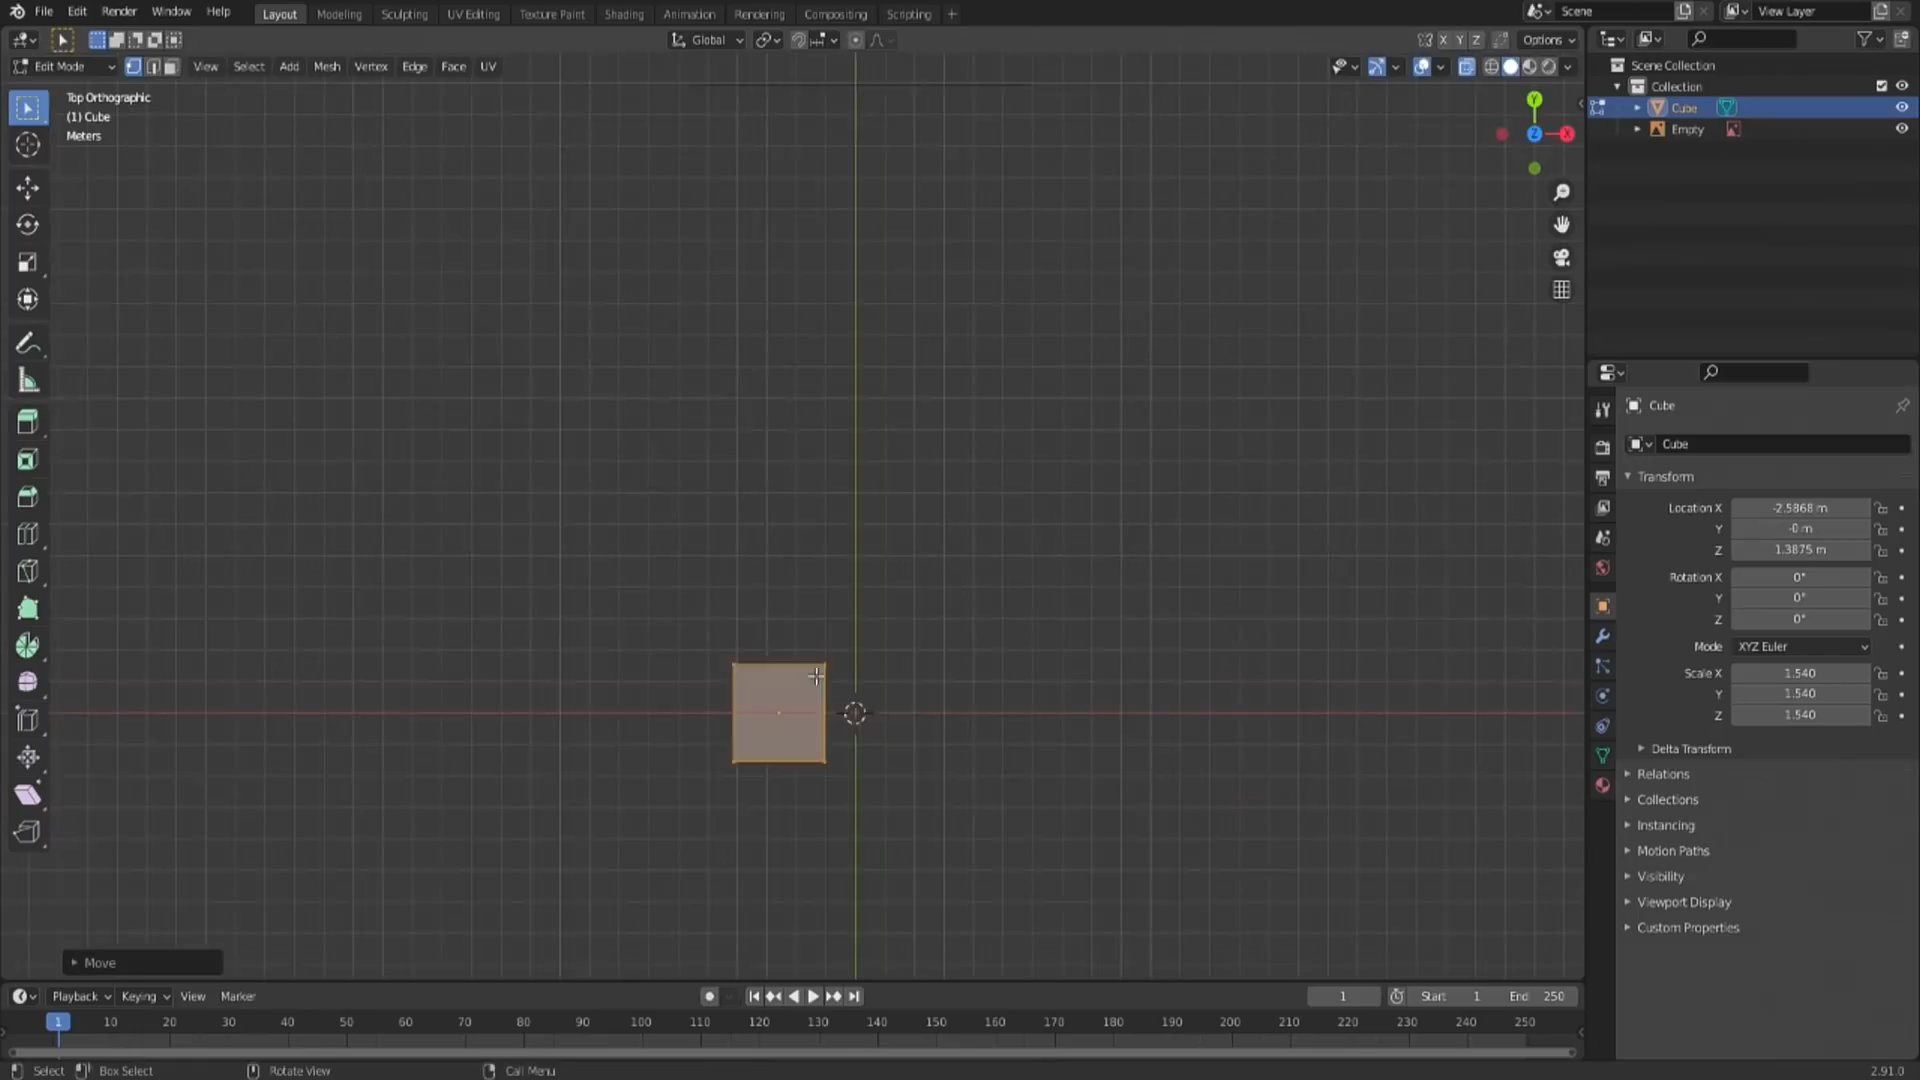 File Edit Render Window Help Layout Modeling Sculpting UV Editing Texture Paint Shading Animation Rendering Compositing Scripting + Scene View Layer
Global X Y Z Options
Edit Mode View Select Add Mesh Vertex Edge Face UV
Scene Collection
Collection
Cube
Empty
Top Orthographic
(1) Cube
Meters
Y
Z X
Cube
Cube
Transform
Location X -2.5868 m
Y -0 m
Z 1.3875 m
Rotation X 0°
Y 0°
Z 0°
Mode XYZ Euler
Scale X 1.540
Y 1.540
Z 1.540
Delta Transform
Relations
Collections
Instancing
Motion Paths
Visibility
Viewport Display
Custom Properties
Move
Playback Keying View Marker 1 Start 1 End 250
1 10 20 30 40 50 60 70 80 90 100 110 120 130 140 150 160 170 180 190 200 210 220 230 240 250
Select Box Select Rotate View Call Menu 2.91.0